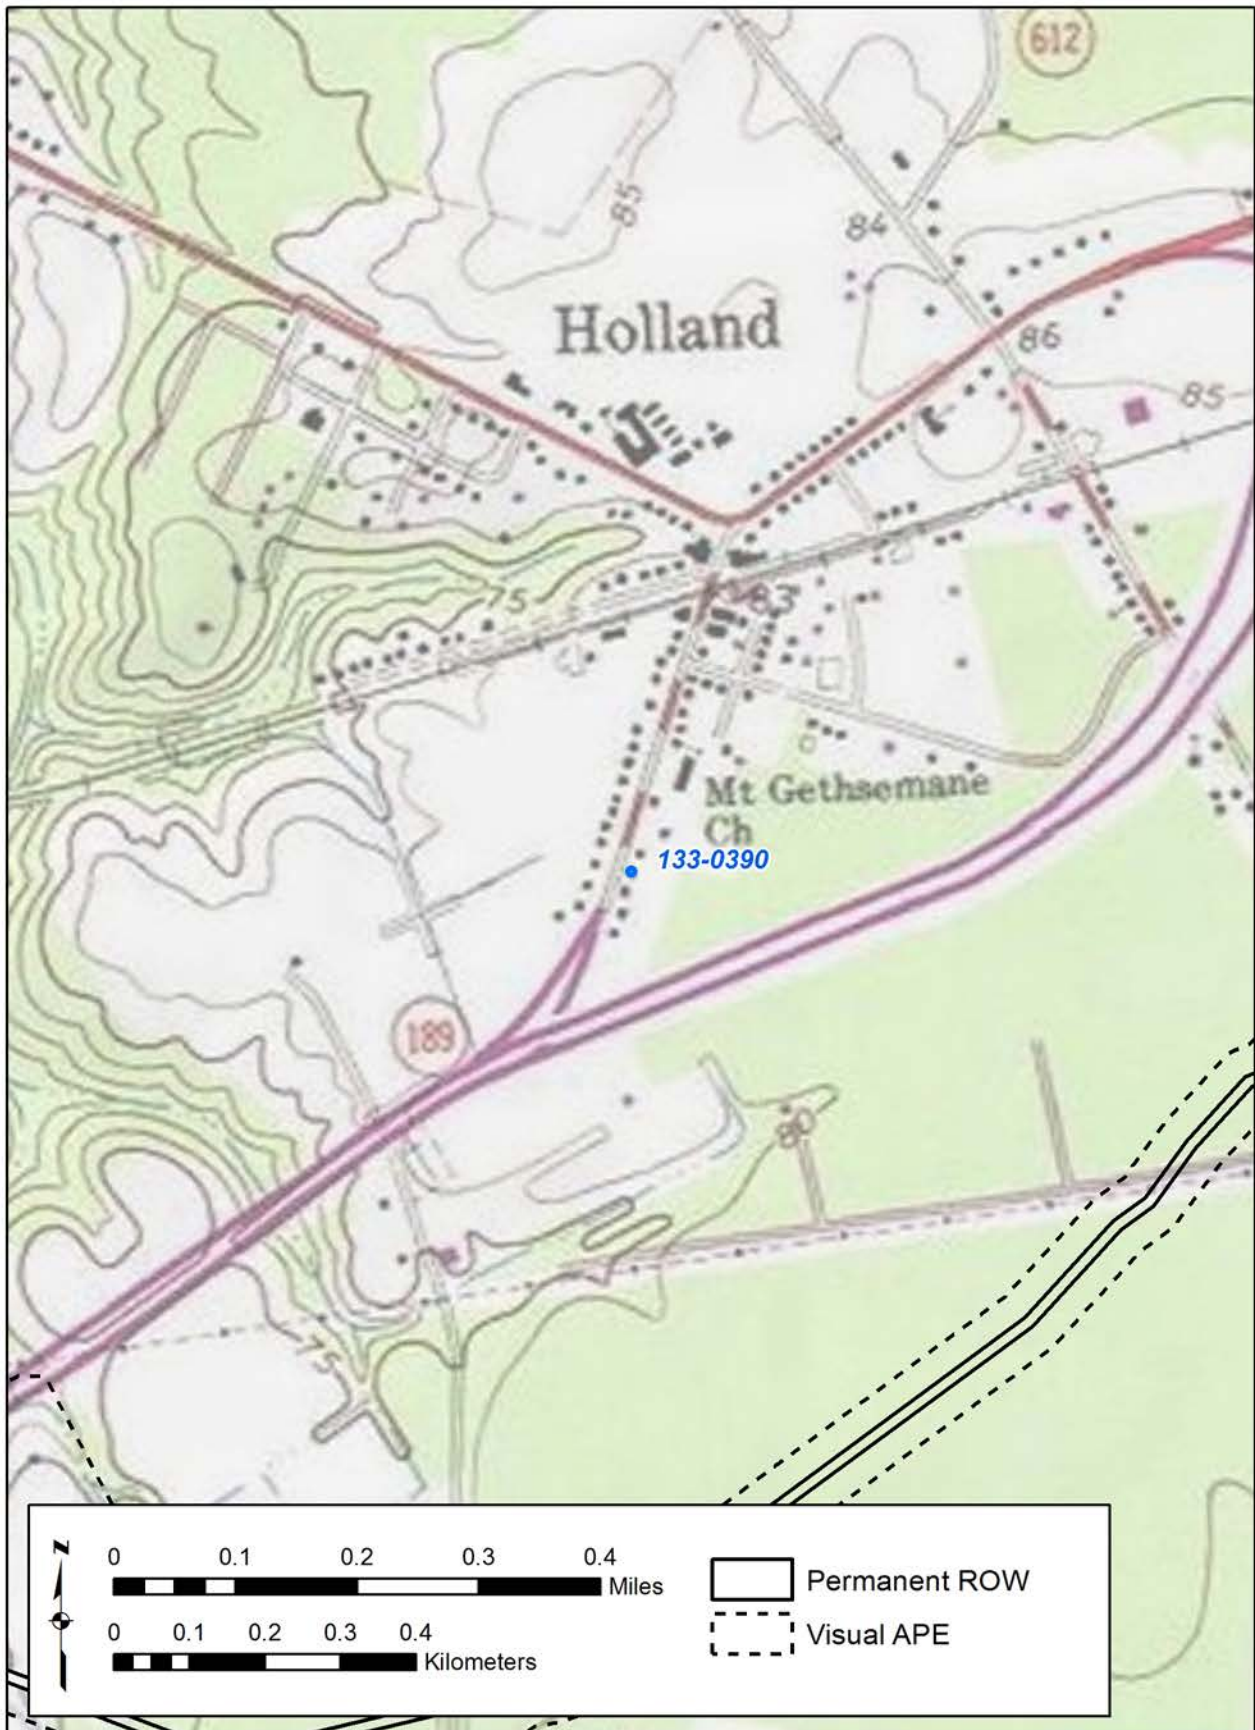 612
85
84
Holland
86
85
75
83
Mt Gethsemane
Ch
133-0390
189
80
75
N
0 0.1 0.2 0.3 0.4
Miles
0 0.1 0.2 0.3 0.4
Kilometers
Permanent ROW
Visual APE